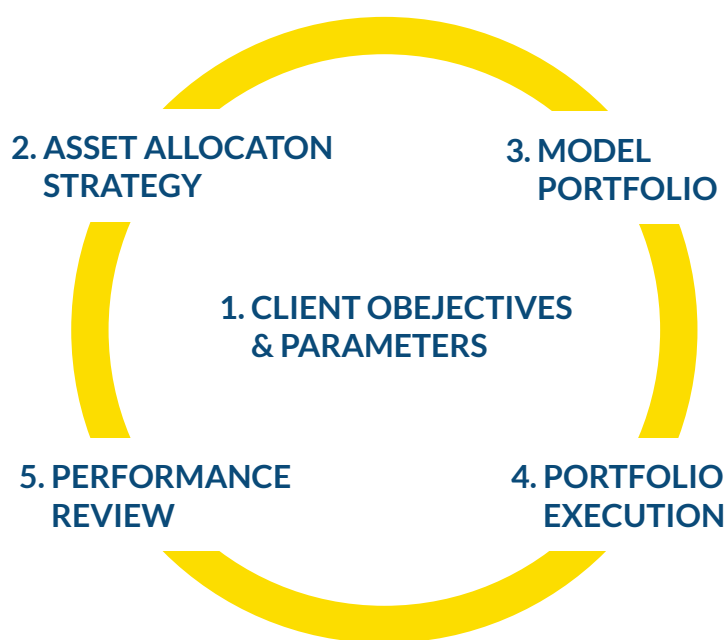 2. ASSET ALLOCATON
STRATEGY
3. MODEL
PORTFOLIO
1. CLIENT OBEJECTIVES
& PARAMETERS
5. PERFORMANCE
REVIEW
4. PORTFOLIO
EXECUTION